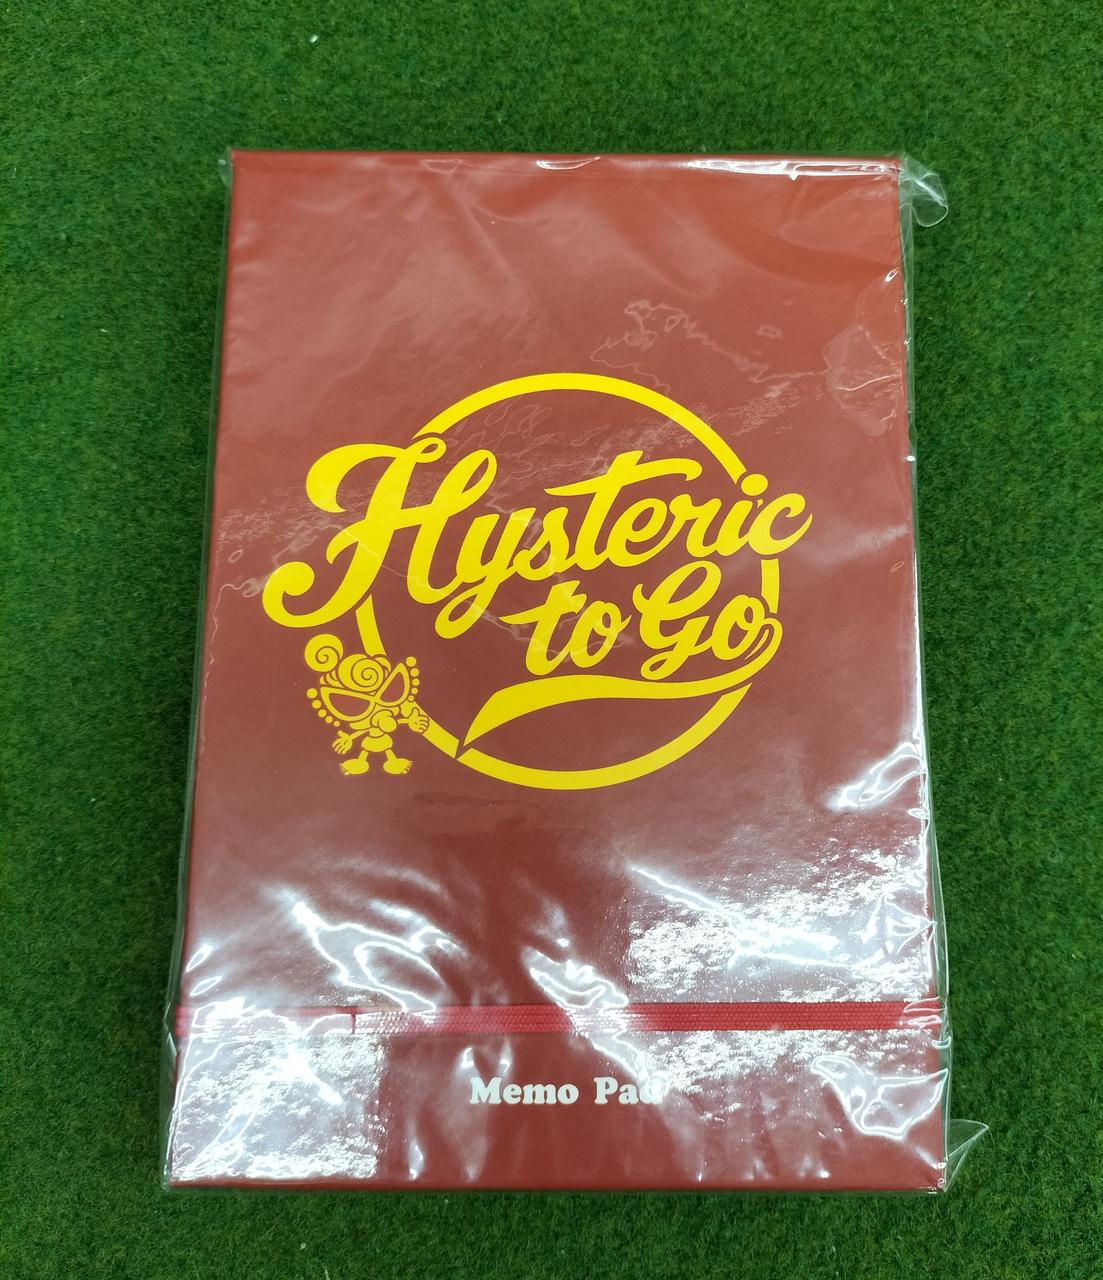 Hysteric
to Go
Memo Pad